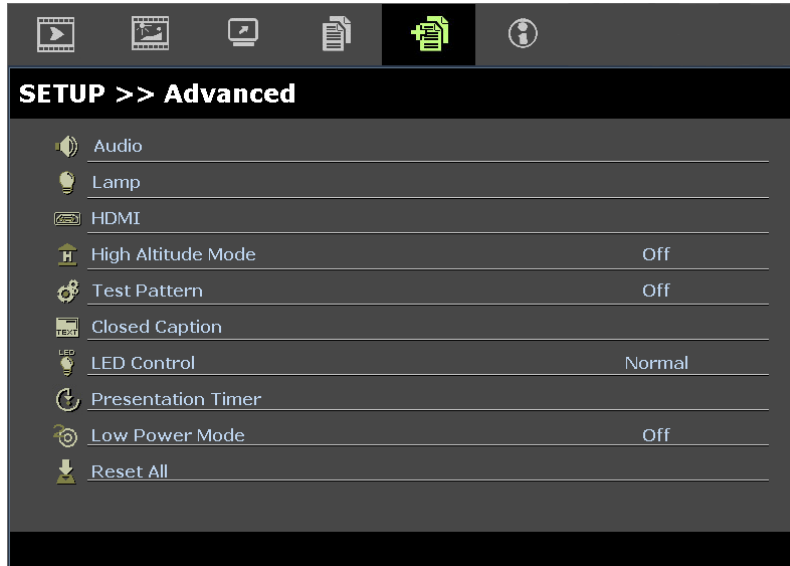 SETUP >> Advanced
Audio
Lamp
HDMI
High Altitude Mode Off
H
Test Pattern Off
TEXT
Closed Caption
LED
LED Control Normal
Presentation Timer
Low Power Mode Off
Reset All